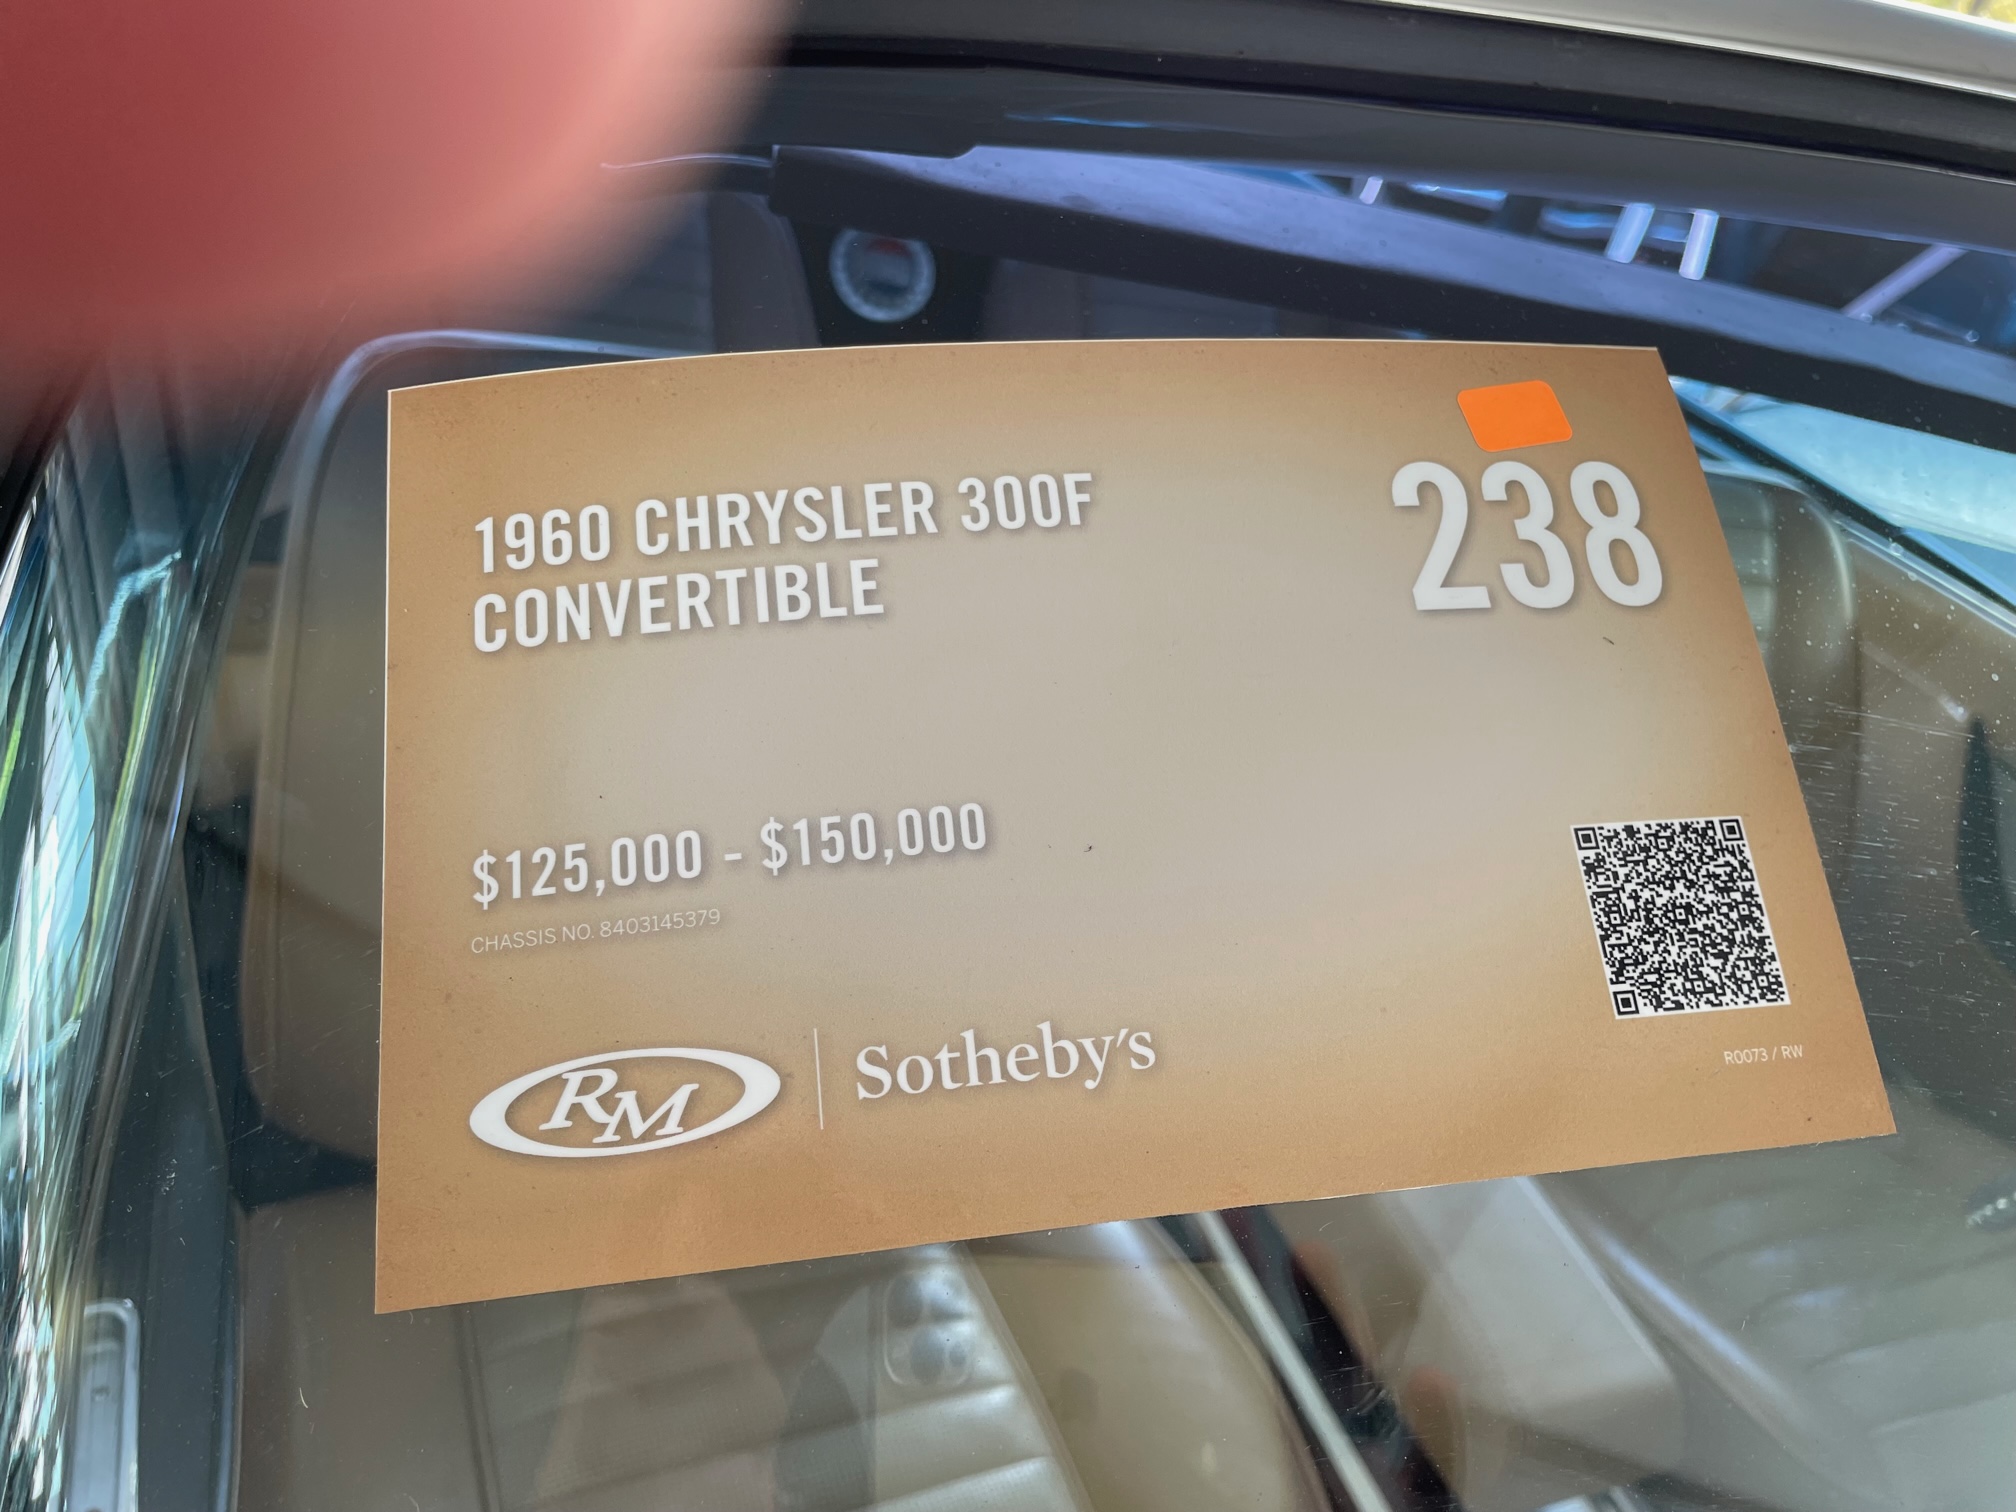 1960 CHRYSLER 300F
CONVERTIBLE
238
$125,000 - $150,000
CHASSIS NO. 8403145379
RM | Sotheby's
R0073 / RW